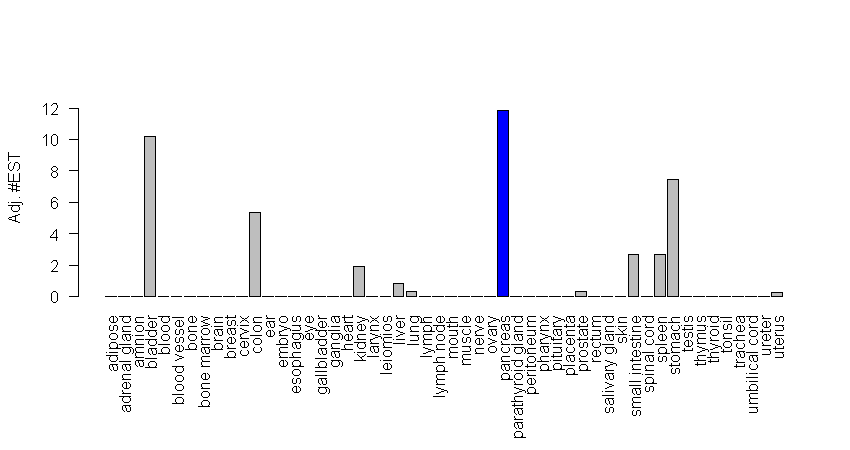 Adj. #EST
12
10
8
6
4
2
0
adipose
adrenal gland
amnion
bladder
blood
blood vessel
bone
bone marrow
brain
breast
cervix
colon
ear
embryo
esophagus
eye
gallbladder
ganglia
heart
kidney
larynx
leiomios
liver
lung
lymph
lymph node
mouth
muscle
nerve
ovary
pancreas
parathyroid gland
peritoneum
pharynx
pituitary
placenta
prostate
rectum
salivary gland
skin
small intestine
spinal cord
spleen
stomach
testis
thymus
thyroid
tonsil
trachea
umbilical cord
ureter
uterus